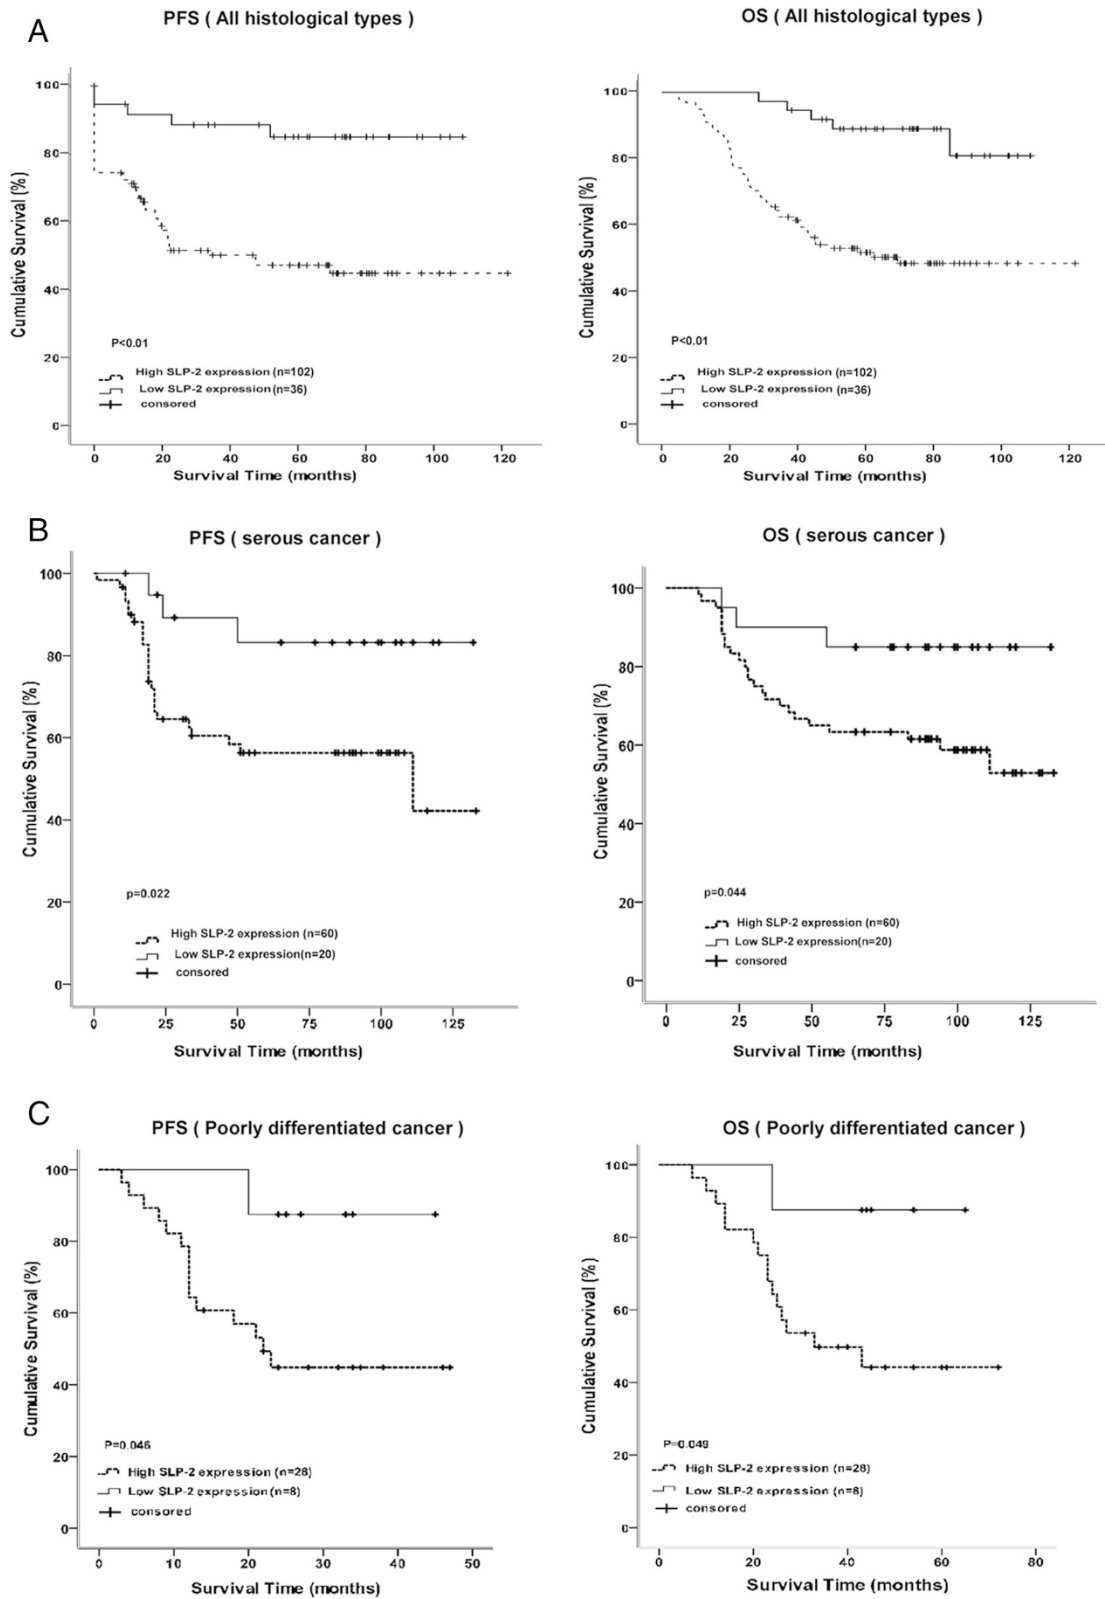 A
PFS ( All histological types )
100
80
60
40
20
0
Cumulative Survival (%)
P<0.01
High SLP-2 expression (n=102)
Low SLP-2 expression(n=36)
consored
0 20 40 60 80 100 120
Survival Time (months)
OS ( All histological types )
100
80
60
40
20
0
Cumulative Survival (%)
P<0.01
High SLP-2 expression (n=102)
Low SLP-2 expression(n=36)
consored
0 20 40 60 80 100 120
Survival Time (months)
B
PFS ( serous cancer )
100
80
60
40
20
0
Cumulative Survival (%)
p=0.022
High SLP-2 expression (n=60)
Low SLP-2 expression(n=20)
consored
0 25 50 75 100 125
Survival Time (months)
OS ( serous cancer )
100
80
60
40
20
0
Cumulative Survival (%)
p=0.044
High SLP-2 expression (n=60)
Low SLP-2 expression(n=20)
consored
0 25 50 75 100 125
Survival Time (months)
C
PFS ( Poorly differentiated cancer )
100
80
60
40
20
0
Cumulative Survival (%)
P=0.046
High SLP-2 expression (n=28)
Low SLP-2 expression (n=8)
consored
0 10 20 30 40 50
Survival Time (months)
OS ( Poorly differentiated cancer )
100
80
60
40
20
0
Cumulative Survival (%)
P=0.049
High SLP-2 expression (n=28)
Low SLP-2 expression (n=8)
consored
0 20 40 60 80
Survival Time (months)